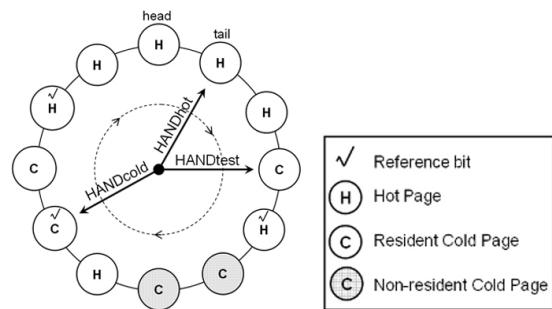 head
tail
H
H
H
H
H
C
C
C
H
H
C
C
HANDhot
HANDtest
HANDcold
√ Reference bit
H Hot Page
C Resident Cold Page
C Non-resident Cold Page